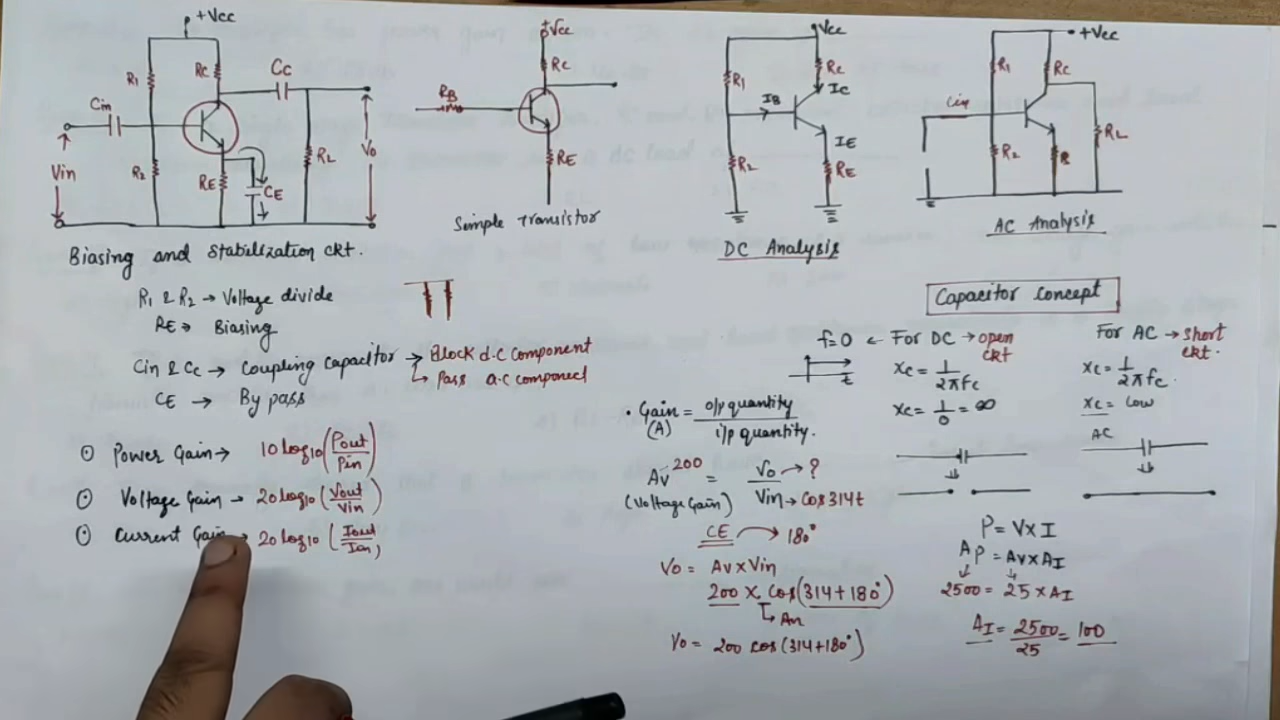 +Vcc
R1
Rc
Cc
Cin
Vin
R2
RE
CE
RL
Vo
Biasing and Stabilization ckt.
+Vcc
Rc
RB
RE
Simple transistor
Vcc
R1
Rc
Ic
IB
IE
R2
RE
DC Analysis
+Vcc
R1
Rc
Cin
R2
R
RL
AC Analysis
R1 & R2 → Voltage divide
RE → Biasing
Cin & Cc → Coupling capacitor → Block d.c component
↳ Pass a.c componect
CE → By pass
⊙ Power Gain → 10 log10 (Pout/Pin)
⊙ Voltage Gain → 20 log10 (Vout/Vin)
⊙ Current Gain → 20 log10 (Iout/Ion)
Capacitor Concept
f=0 ← For DC → open ckt
t
Xc = 1/2πfc
Xc = 1/0 = ∞
For AC → short ckt.
Xc = 1/2πfc.
Xc = Low
AC
• Gain = o/p quantity / i/p quantity.
(A)
Av 200 = Vo → ? / Vin → Cos 314t
(Voltage Gain)
CE → 180°
Vo = Av x Vin
200 x cos (314+180°)
↳ An
Vo = 200 cos (314+180°)
P = V x I
Ap = Av x AI
2500 = 25 x AI
AI = 2500/25 = 100